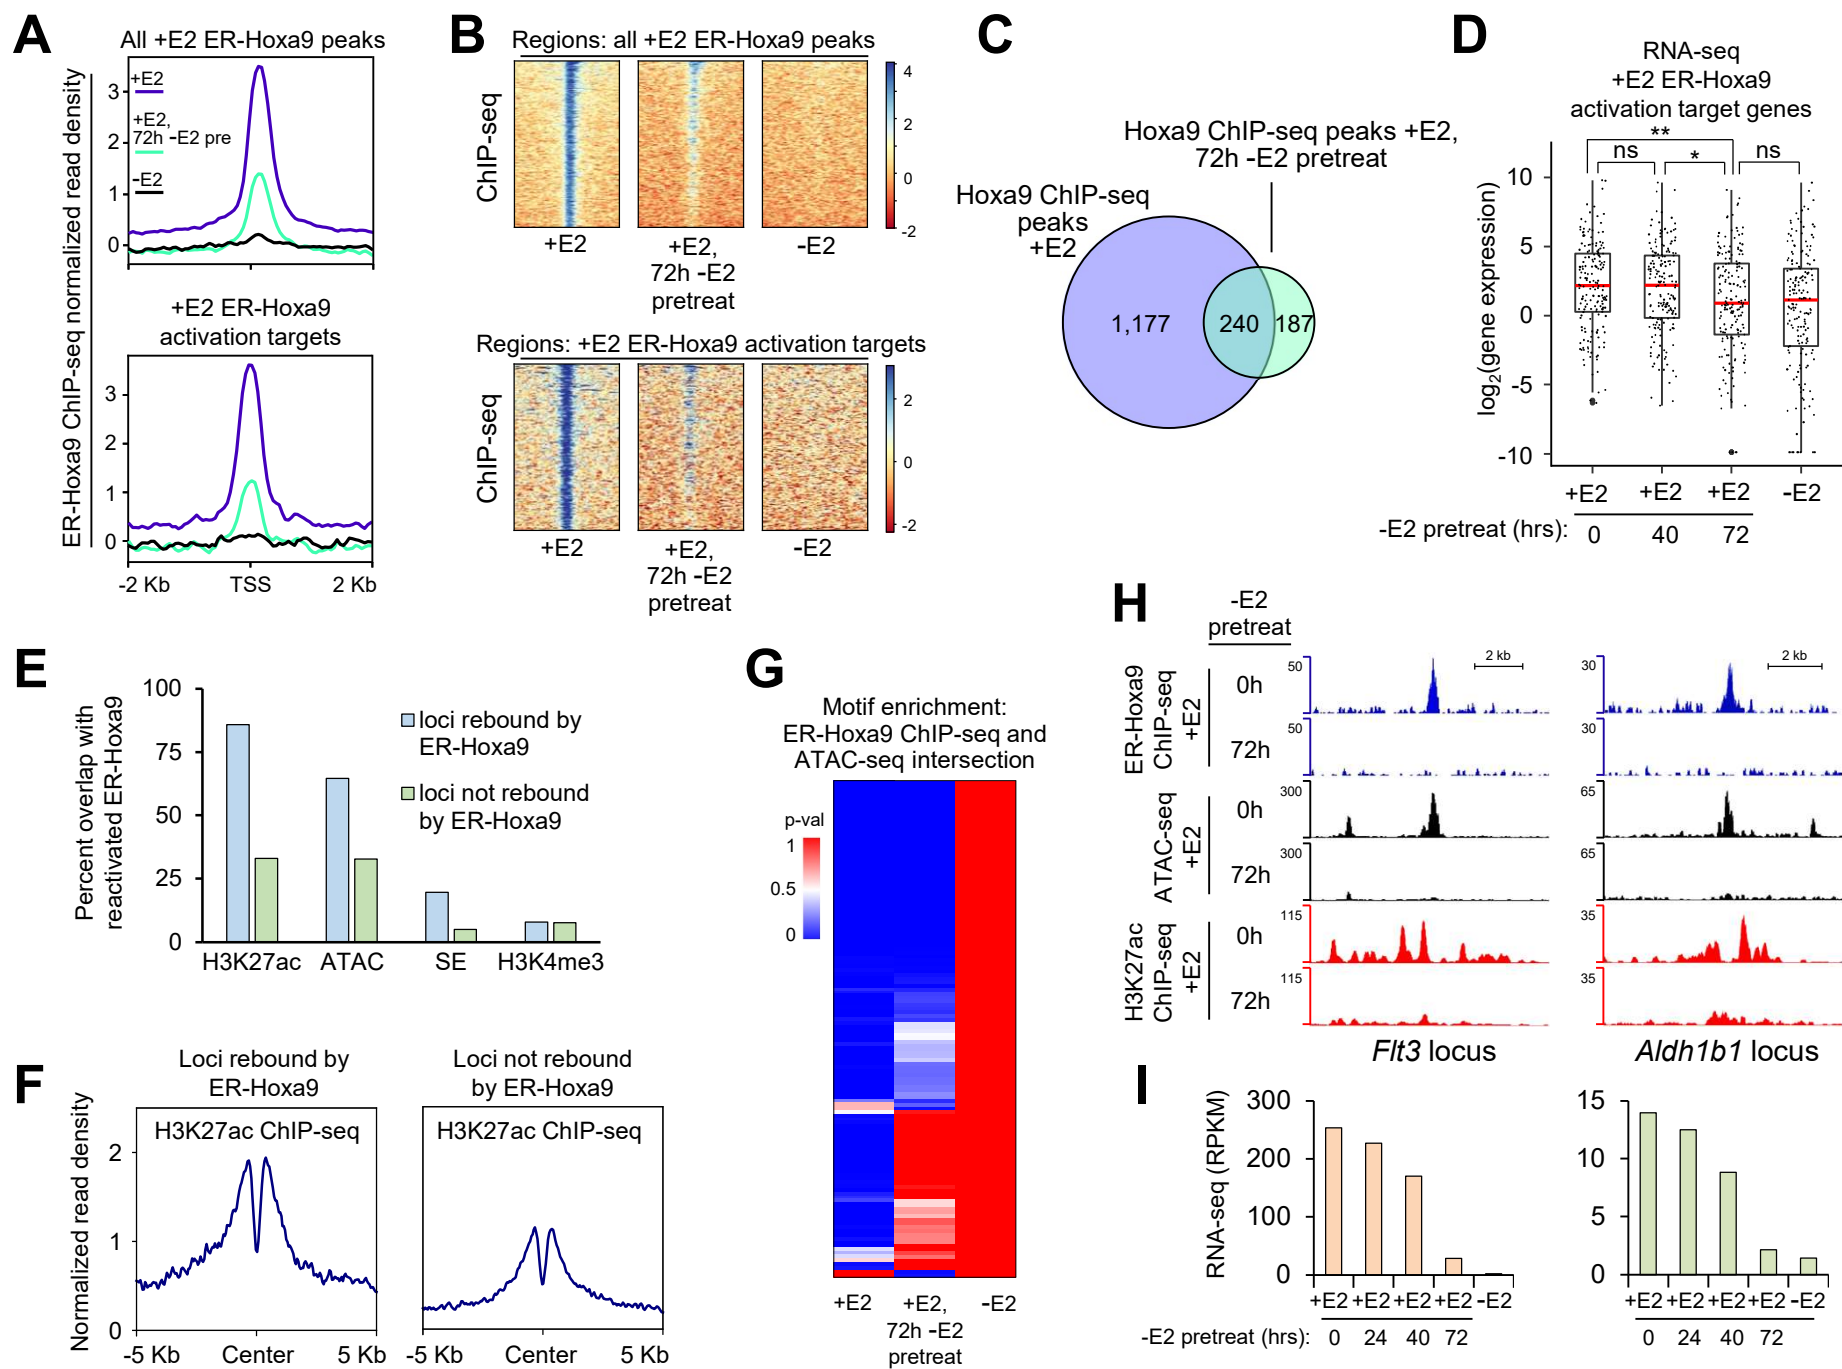 A
All +E2 ER-Hoxa9 peaks
+E2
+E2,
72h -E2 pre
-E2
3
2
1
0
+E2 ER-Hoxa9
activation targets
3
2
1
0
-2 Kb TSS 2 Kb
ER-Hoxa9 ChIP-seq normalized read density
B
Regions: all +E2 ER-Hoxa9 peaks
ChIP-seq
4
2
0
-2
+E2
+E2,
72h -E2
pretreat
-E2
Regions: +E2 ER-Hoxa9 activation targets
ChIP-seq
2
0
-2
+E2
+E2,
72h -E2
pretreat
-E2
C
Hoxa9 ChIP-seq peaks +E2,
72h -E2 pretreat
Hoxa9 ChIP-seq
peaks
+E2
1,177
240
187
D
RNA-seq
+E2 ER-Hoxa9
activation target genes
**
ns
*
ns
log2(gene expression)
10
5
0
-5
-10
+E2 +E2 +E2 -E2
-E2 pretreat (hrs): 0 40 72
E
Percent overlap with
reactivated ER-Hoxa9
100
75
50
25
0
loci rebound by
ER-Hoxa9
loci not rebound
by ER-Hoxa9
H3K27ac ATAC SE H3K4me3
F
Loci rebound by
ER-Hoxa9
Loci not rebound
by ER-Hoxa9
Normalized read density
H3K27ac ChIP-seq
H3K27ac ChIP-seq
2
1
0
-5 Kb Center 5 Kb
-5 Kb Center 5 Kb
G
Motif enrichment:
ER-Hoxa9 ChIP-seq and
ATAC-seq intersection
p-val
1
0.5
0
+E2
+E2,
72h -E2
pretreat
-E2
H
-E2
pretreat
ER-Hoxa9
ChIP-seq
+E2
0h
72h
ATAC-seq
+E2
0h
72h
H3K27ac
ChIP-seq
+E2
0h
72h
50
50
300
300
115
115
2 kb
30
30
65
65
35
35
2 kb
Flt3 locus
Aldh1b1 locus
I
RNA-seq (RPKM)
300
200
100
0
+E2 +E2 +E2 +E2 -E2
-E2 pretreat (hrs): 0 24 40 72
15
10
5
0
+E2 +E2 +E2 +E2 -E2
0 24 40 72